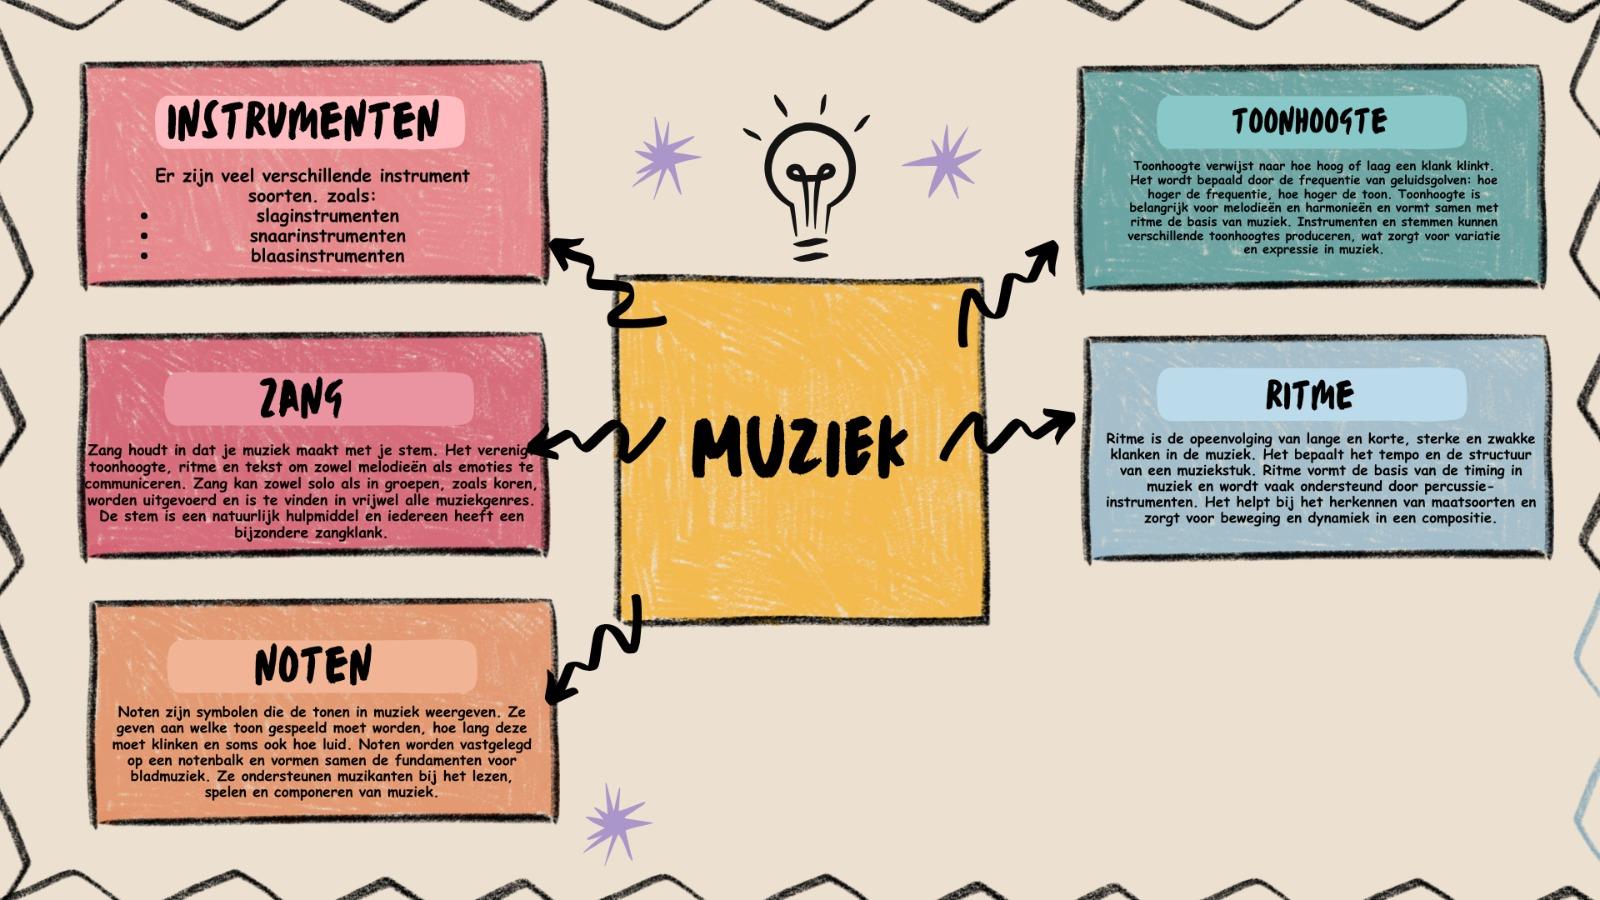 INSTRUMENTEN
Er zijn veel verschillende instrument
soorten. zoals:
• slaginstrumenten
• snaarinstrumenten
• blaasinstrumenten
ZANG
Zang houdt in dat je muziek maakt met je stem. Het verenigt
toonhoogte, ritme en tekst om zowel melodieën als emoties te
communiceren. Zang kan zowel solo als in groepen, zoals koren,
worden uitgevoerd en is te vinden in vrijwel alle muziekgenres.
De stem is een natuurlijk hulpmiddel en iedereen heeft een
bijzondere zangklank.
NOTEN
Noten zijn symbolen die de tonen in muziek weergeven. Ze
geven aan welke toon gespeeld moet worden, hoe lang deze
moet klinken en soms ook hoe luid. Noten worden vastgelegd
op een notenbalk en vormen samen de fundamenten voor
bladmuziek. Ze ondersteunen muzikanten bij het lezen,
spelen en componeren van muziek.
MUZIEK
TOONHOOGTE
Toonhoogte verwijst naar hoe hoog of laag een klank klinkt.
Het wordt bepaald door de frequentie van geluidsgolven: hoe
hoger de frequentie, hoe hoger de toon. Toonhoogte is
belangrijk voor melodieën en harmonieën en vormt samen met
ritme de basis van muziek. Instrumenten en stemmen kunnen
verschillende toonhoogtes produceren, wat zorgt voor variatie
en expressie in muziek.
RITME
Ritme is de opeenvolging van lange en korte, sterke en zwakke
klanken in de muziek. Het bepaalt het tempo en de structuur
van een muziekstuk. Ritme vormt de basis van de timing in
muziek en wordt vaak ondersteund door percussie-
instrumenten. Het helpt bij het herkennen van maatsoorten en
zorgt voor beweging en dynamiek in een compositie.